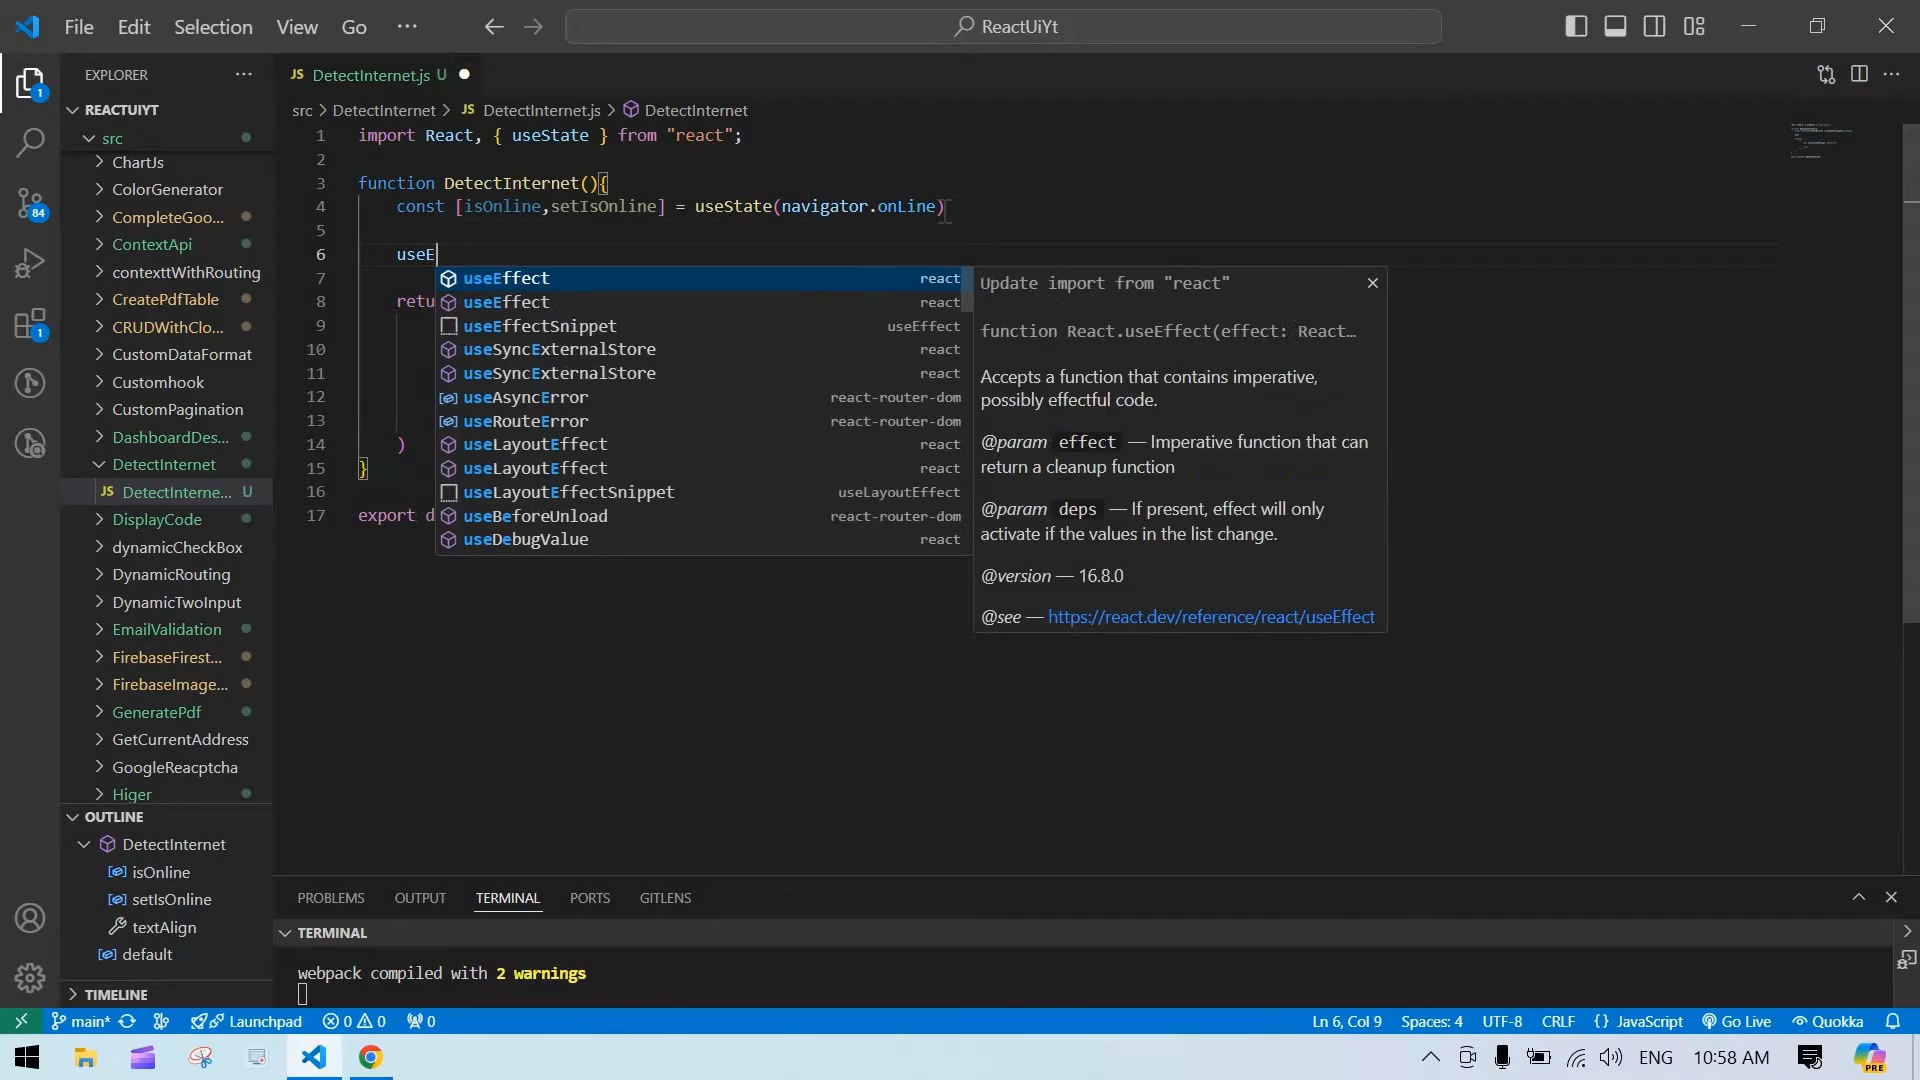 File Edit Selection View Go ··· ReactUiYt
EXPLORER ···
REACTUIYT
src
ChartJs
ColorGenerator
CompleteGoo...
ContextApi
contexttWithRouting
CreatePdfTable
CRUDWithClo...
CustomDataFormat
Customhook
CustomPagination
DashboardDes...
DetectInternet
JS DetectInterne... U
DisplayCode
dynamicCheckBox
DynamicRouting
DynamicTwoInput
EmailValidation
FirebaseFirest...
FirebaseImage...
GeneratePdf
GetCurrentAddress
GoogleReacptcha
Higer
OUTLINE
DetectInternet
isOnline
setIsOnline
textAlign
default
TIMELINE
1
84
1
JS DetectInternet.js U
src > DetectInternet > JS DetectInternet.js > DetectInternet
1 import React, { useState } from "react";
2
3 function DetectInternet(){
4 const [isOnline,setIsOnline] = useState(navigator.onLine)
5
6 useE
7
8 retu
9
10
11
12
13
14 )
15 }
16
17 export d
useEffect react
useEffect react
useEffectSnippet useEffect
useSyncExternalStore react
useSyncExternalStore react
useAsyncError react-router-dom
useRouteError react-router-dom
useLayoutEffect react
useLayoutEffect react
useLayoutEffectSnippet useLayoutEffect
useBeforeUnload react-router-dom
useDebugValue react
Update import from "react"
function React.useEffect(effect: React…
Accepts a function that contains imperative,
possibly effectful code.
@param effect — Imperative function that can
return a cleanup function
@param deps — If present, effect will only
activate if the values in the list change.
@version — 16.8.0
@see — https://react.dev/reference/react/useEffect
PROBLEMS OUTPUT TERMINAL PORTS GITLENS
TERMINAL
webpack compiled with 2 warnings
main* Launchpad 0 0 0 Ln 6, Col 9 Spaces: 4 UTF-8 CRLF {} JavaScript Go Live Quokka
ENG 10:58 AM PRE